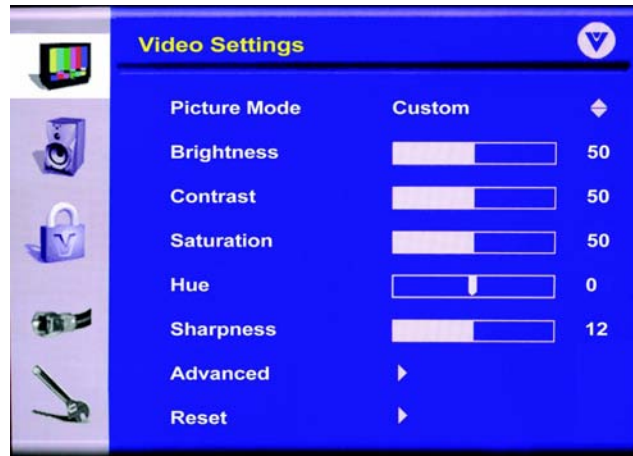 Video Settings
Picture Mode Custom
Brightness 50
Contrast 50
Saturation 50
Hue 0
Sharpness 12
Advanced
Reset